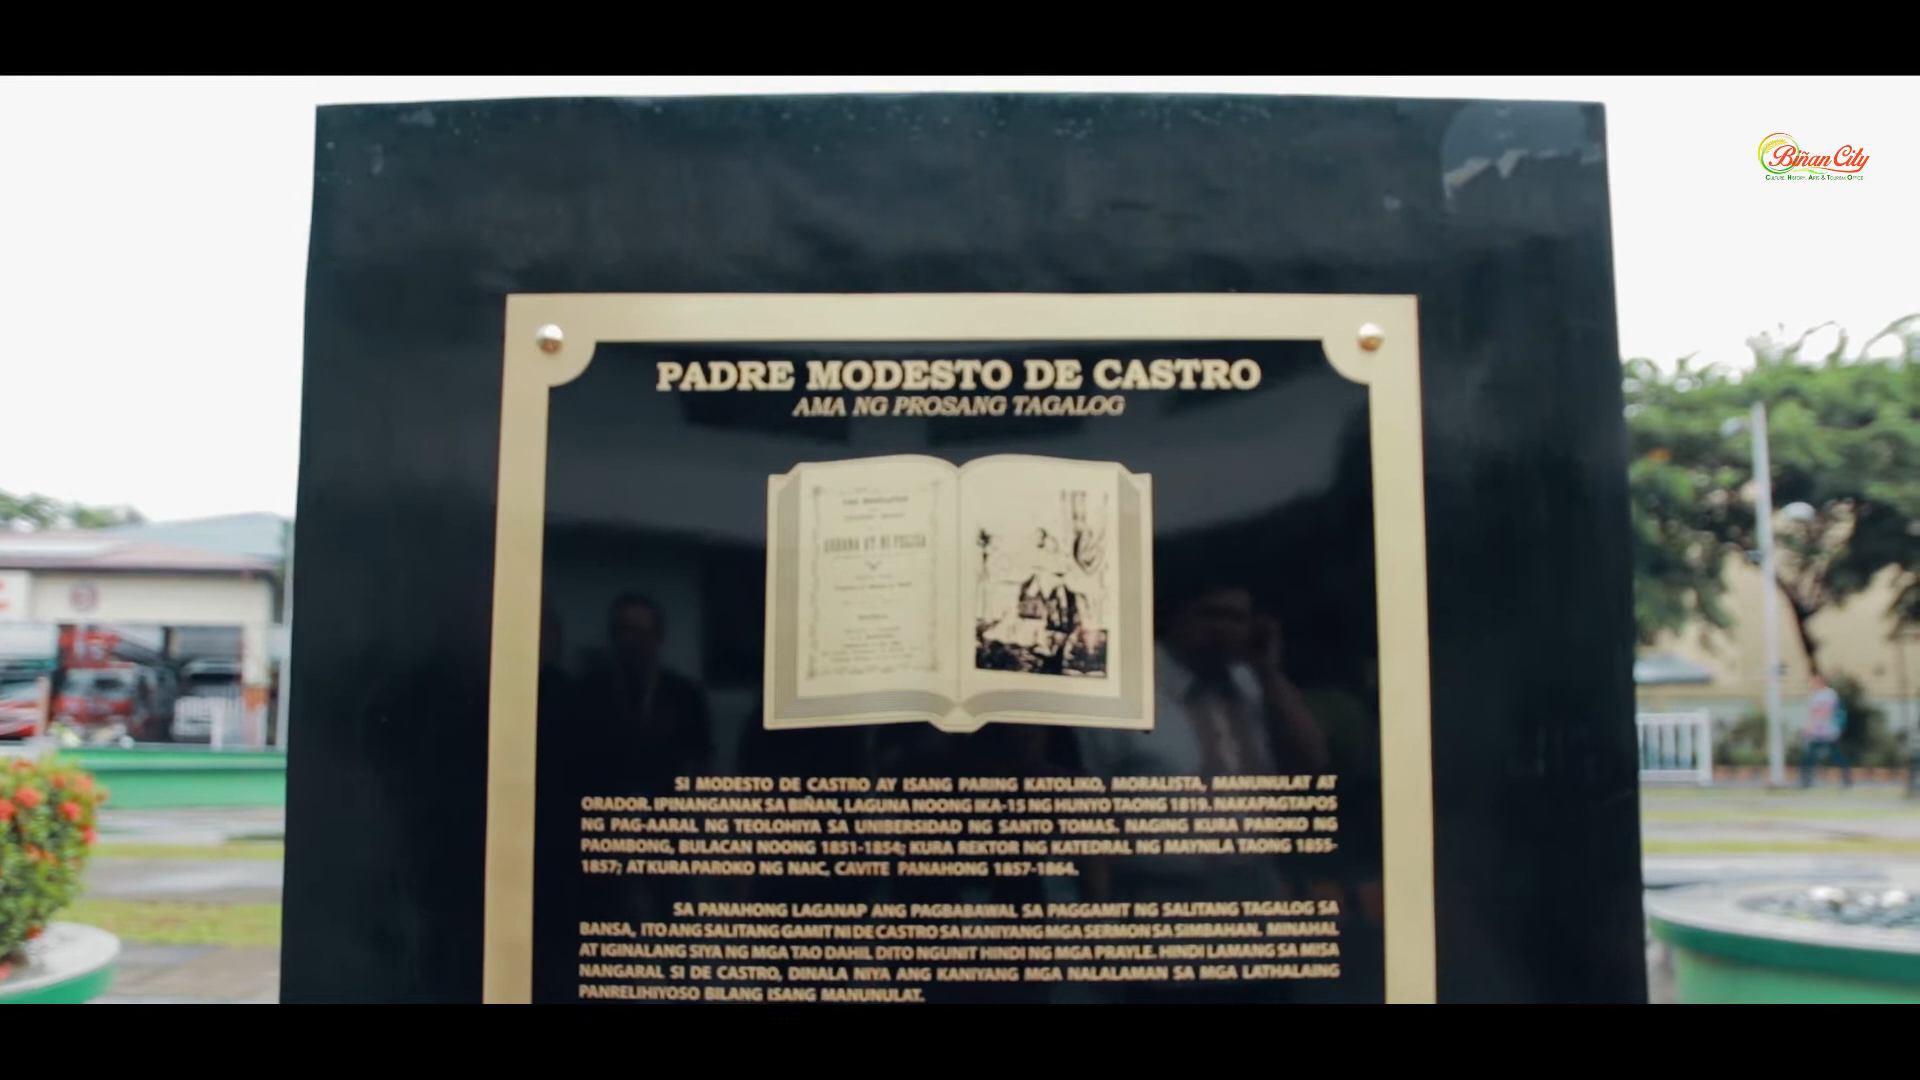 Biñan City
CULTURE, HISTORY, ARTS & TOURISM OFFICE
PADRE MODESTO DE CASTRO
AMA NG PROSANG TAGALOG
URBANA AT NI FELISA
SI MODESTO DE CASTRO AY ISANG PARING KATOLIKO, MORALISTA, MANUNULAT AT
ORADOR. IPINANGANAK SA BIÑAN, LAGUNA NOONG IKA-15 NG HUNYO TAONG 1819. NAKAPAGTAPOS
NG PAG-AARAL NG TEOLOHIYA SA UNIBERSIDAD NG SANTO TOMAS. NAGING KURA PAROKO NG
PAOMBONG, BULACAN NOONG 1851-1854; KURA REKTOR NG KATEDRAL NG MAYNILA TAONG 1855-
1857; AT KURA PAROKO NG NAIC, CAVITE PANAHONG 1857-1864.
SA PANAHONG LAGANAP ANG PAGBABAWAL SA PAGGAMIT NG SALITANG TAGALOG SA
BANSA, ITO ANG SALITANG GAMIT NI DE CASTRO SA KANIYANG MGA SERMON SA SIMBAHAN. MINAHAL
AT IGINALANG SIYA NG MGA TAO DAHIL DITO NGUNIT HINDI NG MGA PRAYLE. HINDI LAMANG SA MISA
NANGARAL SI DE CASTRO, DINALA NIYA ANG KANIYANG MGA NALALAMAN SA MGA LATHALAING
PANRELIHIYOSO BILANG ISANG MANUNULAT.